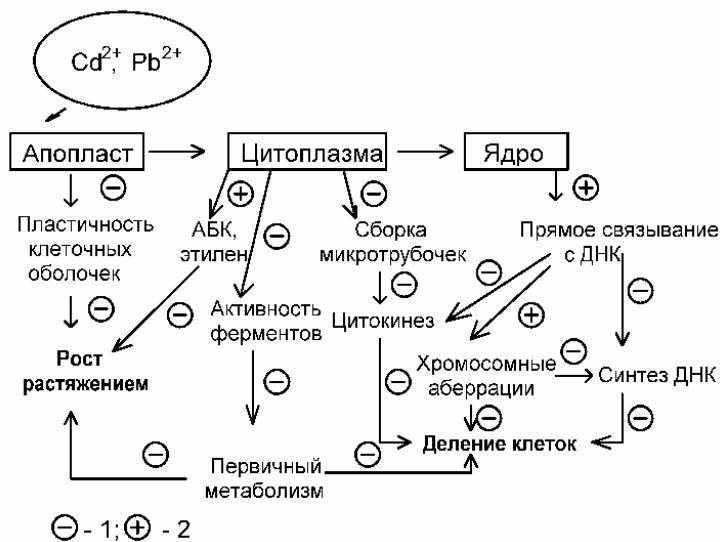 Cd2+, Pb2+
Апопласт
Цитоплазма
Ядро
⊖
⊕
⊖
⊕
Пластичность
клеточных
оболочек
АБК,
этилен
⊖
Сборка
микротрубочек
Прямое связывание
с ДНК
⊖
⊖
⊖
⊖
⊖
Активность
ферментов
Цитокинез
⊕
Рост
растяжением
⊖
⊖
Хромосомные
аберрации
⊖
Синтез ДНК
⊖
⊖
Деление клеток
⊖
⊖
Первичный
метаболизм
⊖ - 1; ⊕ - 2